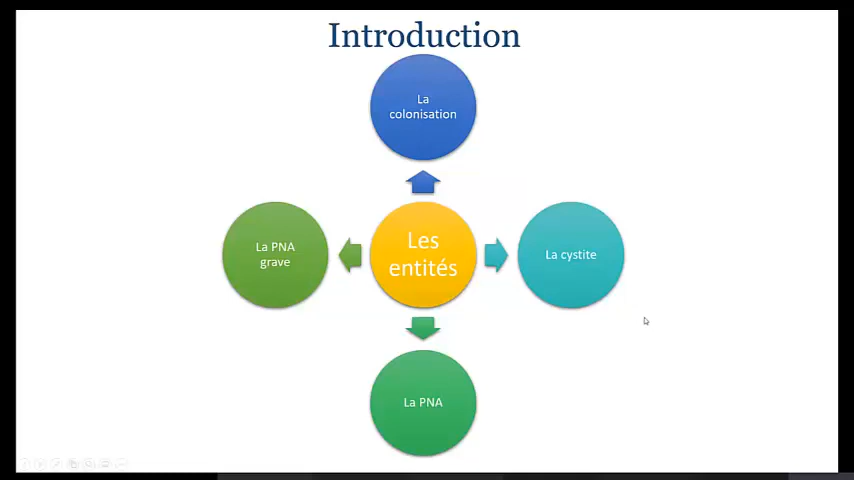 Introduction
La
colonisation
La PNA
grave
Les
entités
La cystite
La PNA